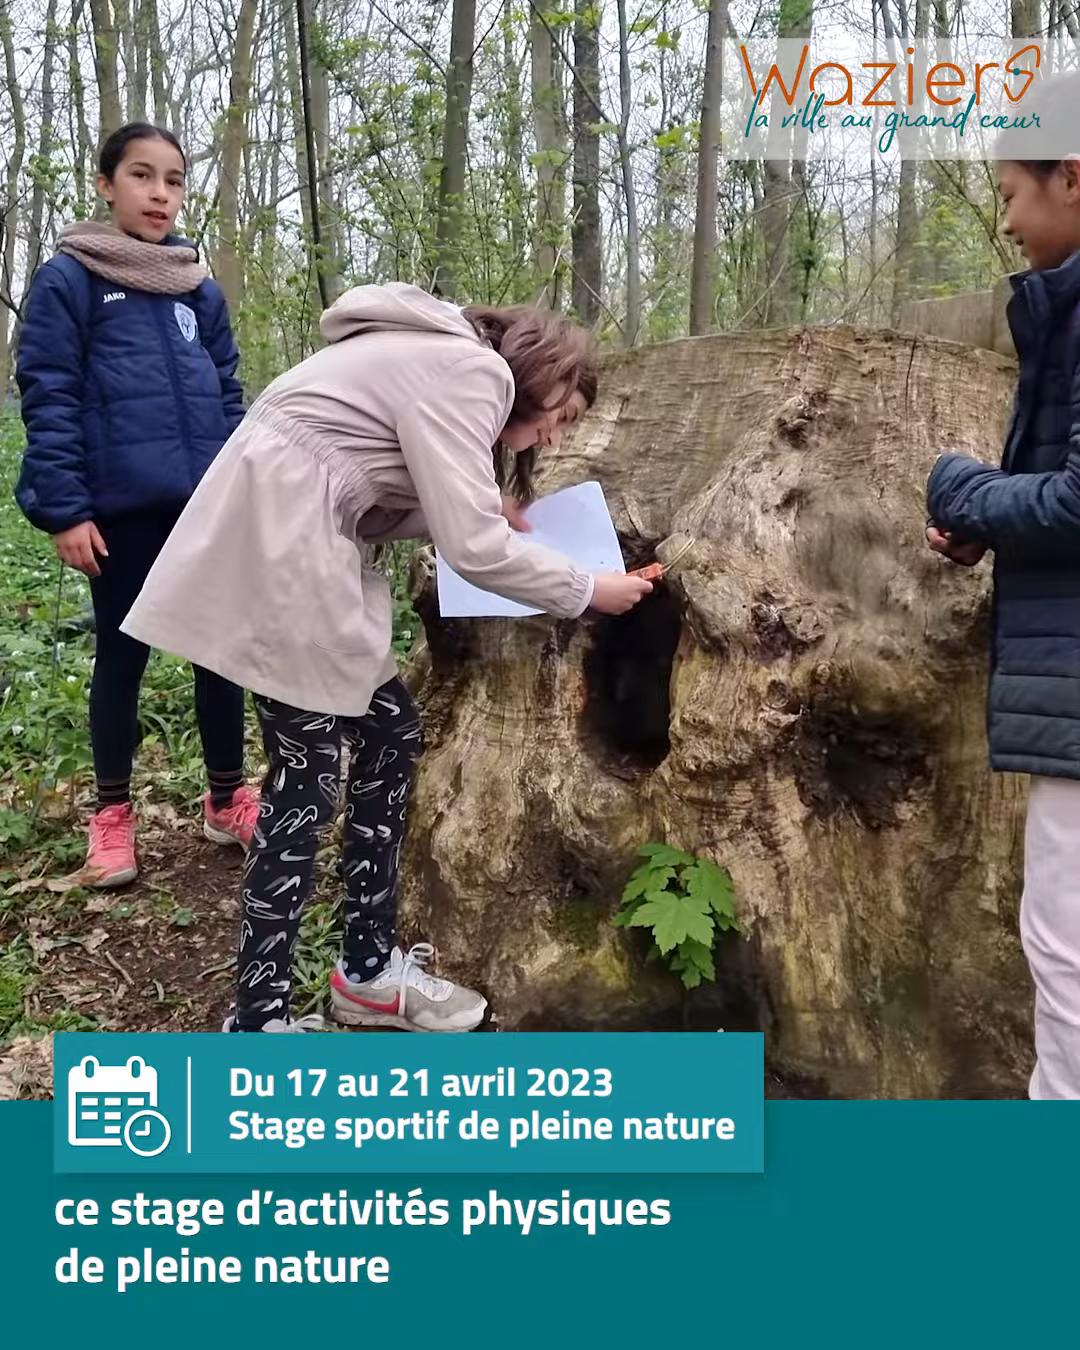 Waziers
la ville au grand cœur
JAKO
Du 17 au 21 avril 2023
Stage sportif de pleine nature
ce stage d’activités physiques
de pleine nature